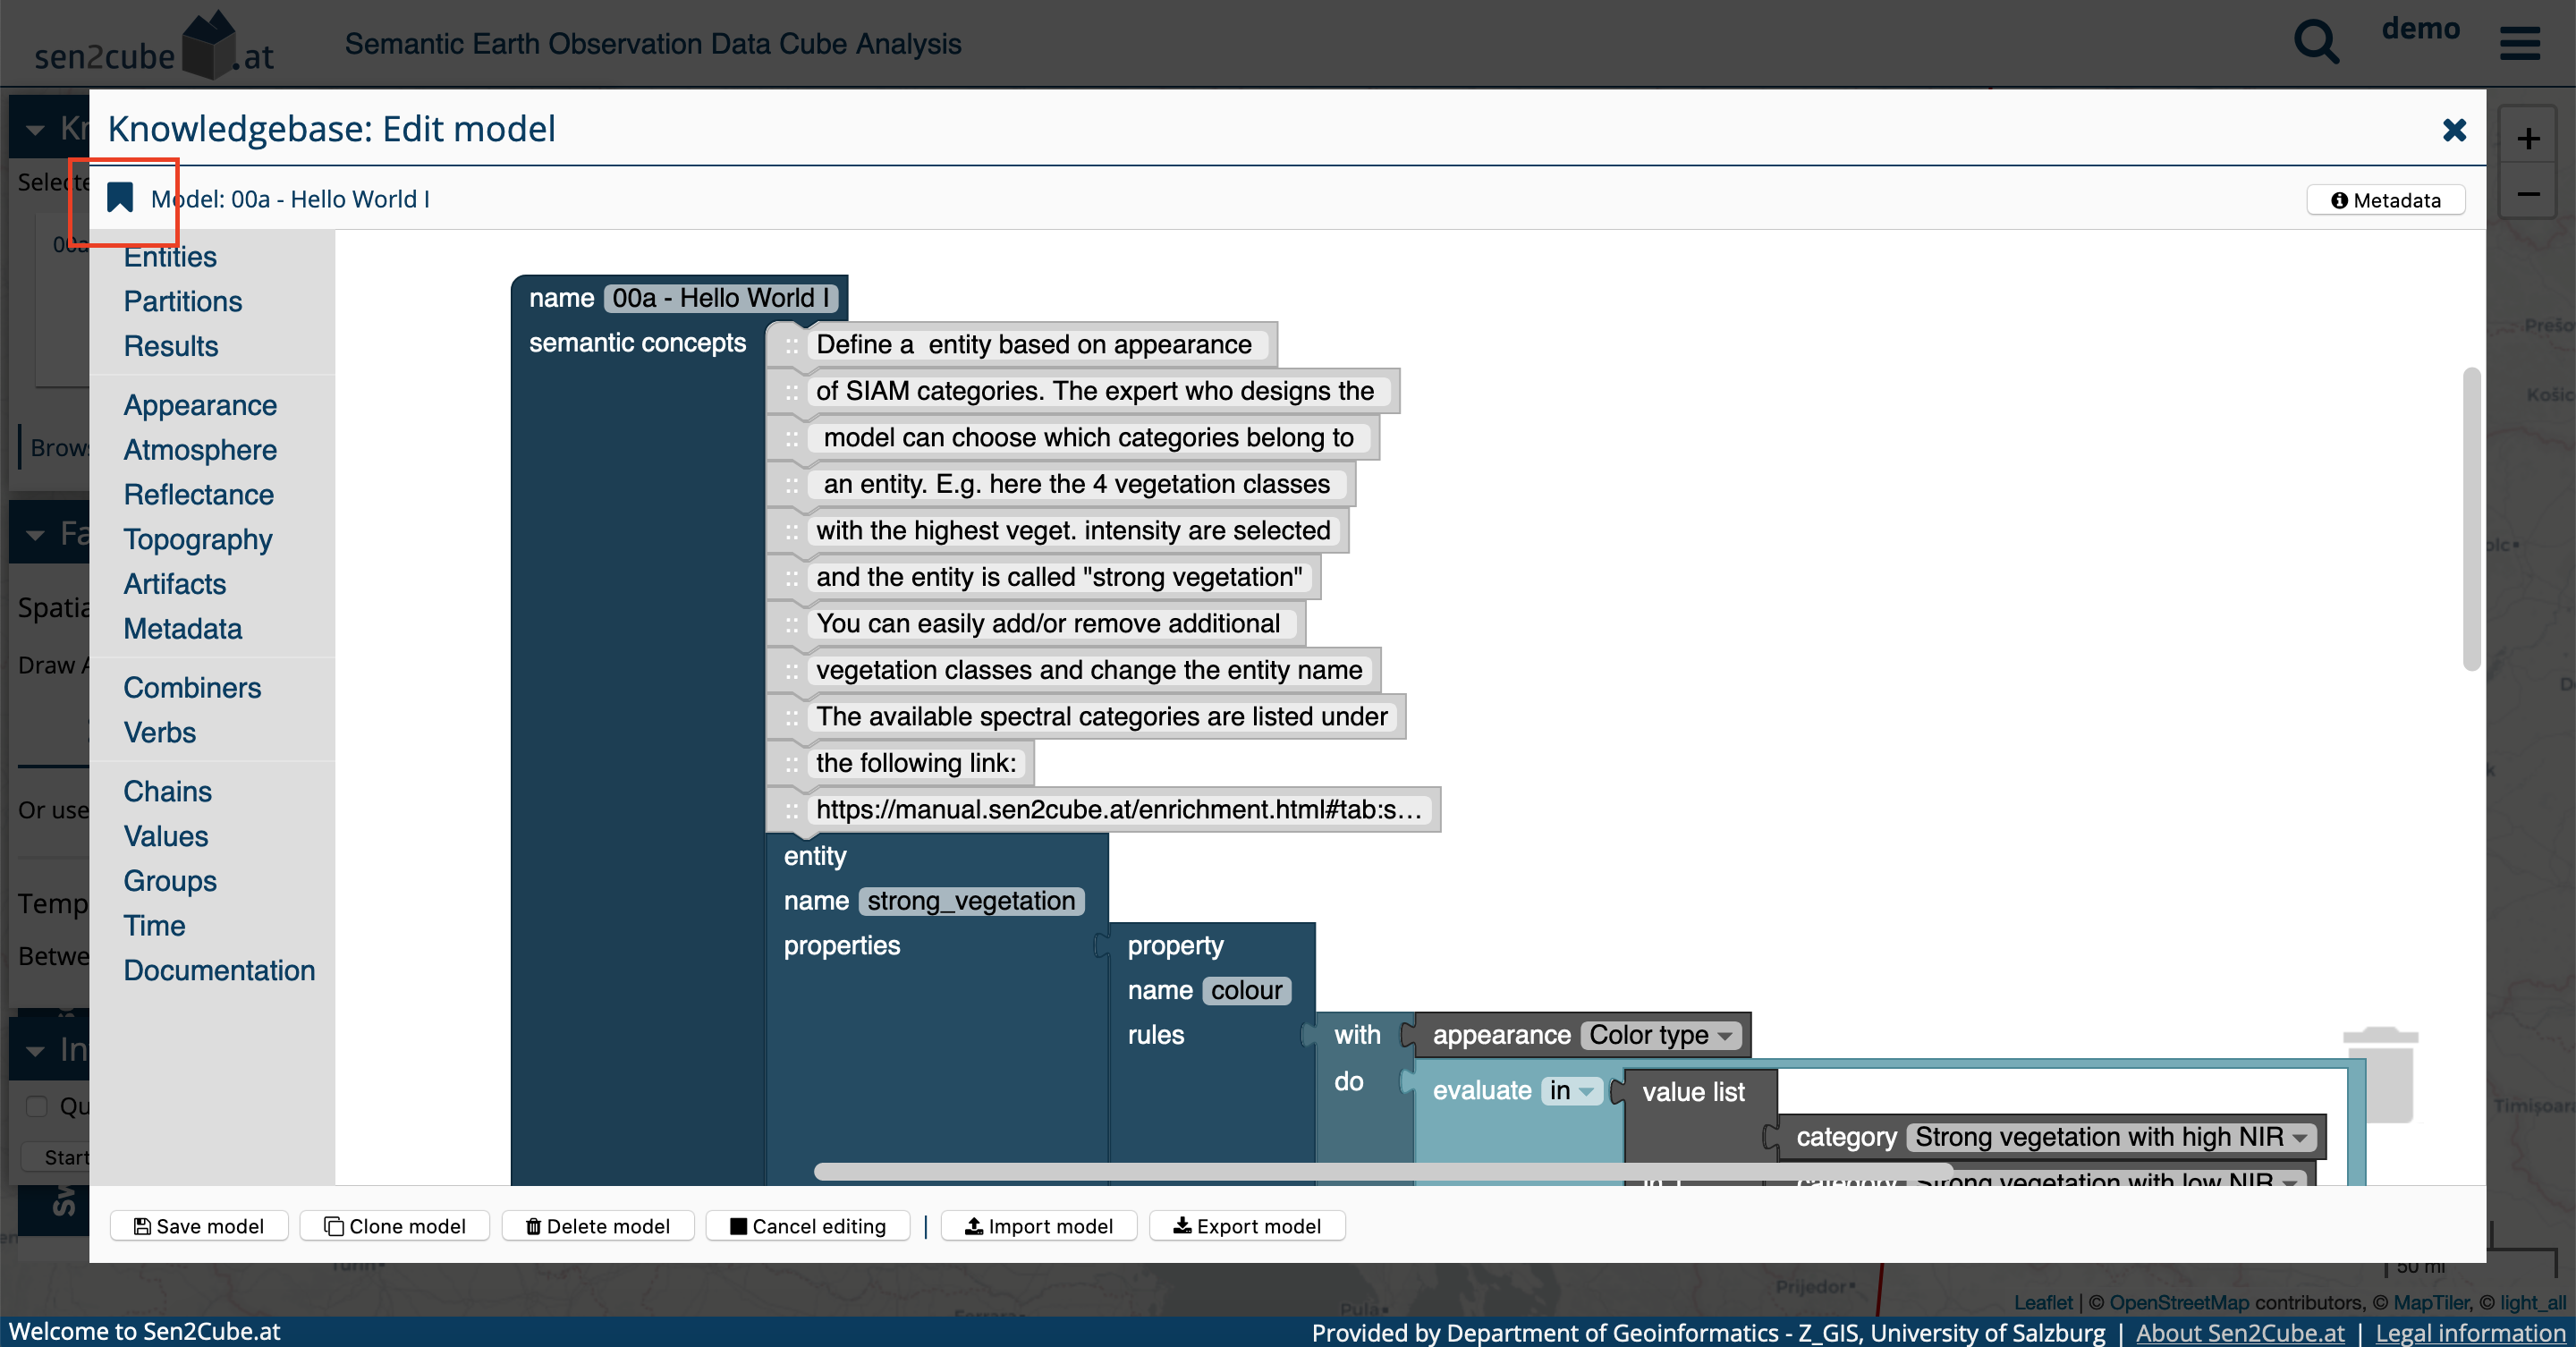 sen2cube.at
Semantic Earth Observation Data Cube Analysis
demo
Knowledgebase: Edit model
Model: 00a - Hello World I
Metadata
Entities
Partitions
Results
Appearance
Atmosphere
Reflectance
Topography
Artifacts
Metadata
Combiners
Verbs
Chains
Values
Groups
Time
Documentation
name 00a - Hello World I
semantic concepts
Define a  entity based on appearance
of SIAM categories. The expert who designs the
model can choose which categories belong to
an entity. E.g. here the 4 vegetation classes
with the highest veget. intensity are selected
and the entity is called "strong vegetation"
You can easily add/or remove additional
vegetation classes and change the entity name
The available spectral categories are listed under
the following link:
https://manual.sen2cube.at/enrichment.html#tab:s...
entity
name strong_vegetation
properties
property
name colour
rules
with appearance Color type
do evaluate in value list
category Strong vegetation with high NIR
category Strong vegetation with low NIR
Save model Clone model Delete model Cancel editing | Import model Export model
Draw
Or use
Start
50 mi
Prijedor
Pula
Timișoara
Leaflet | © OpenStreetMap contributors, © MapTiler, © light_all
Welcome to Sen2Cube.at
Provided by Department of Geoinformatics - Z_GIS, University of Salzburg | About Sen2Cube.at | Legal information